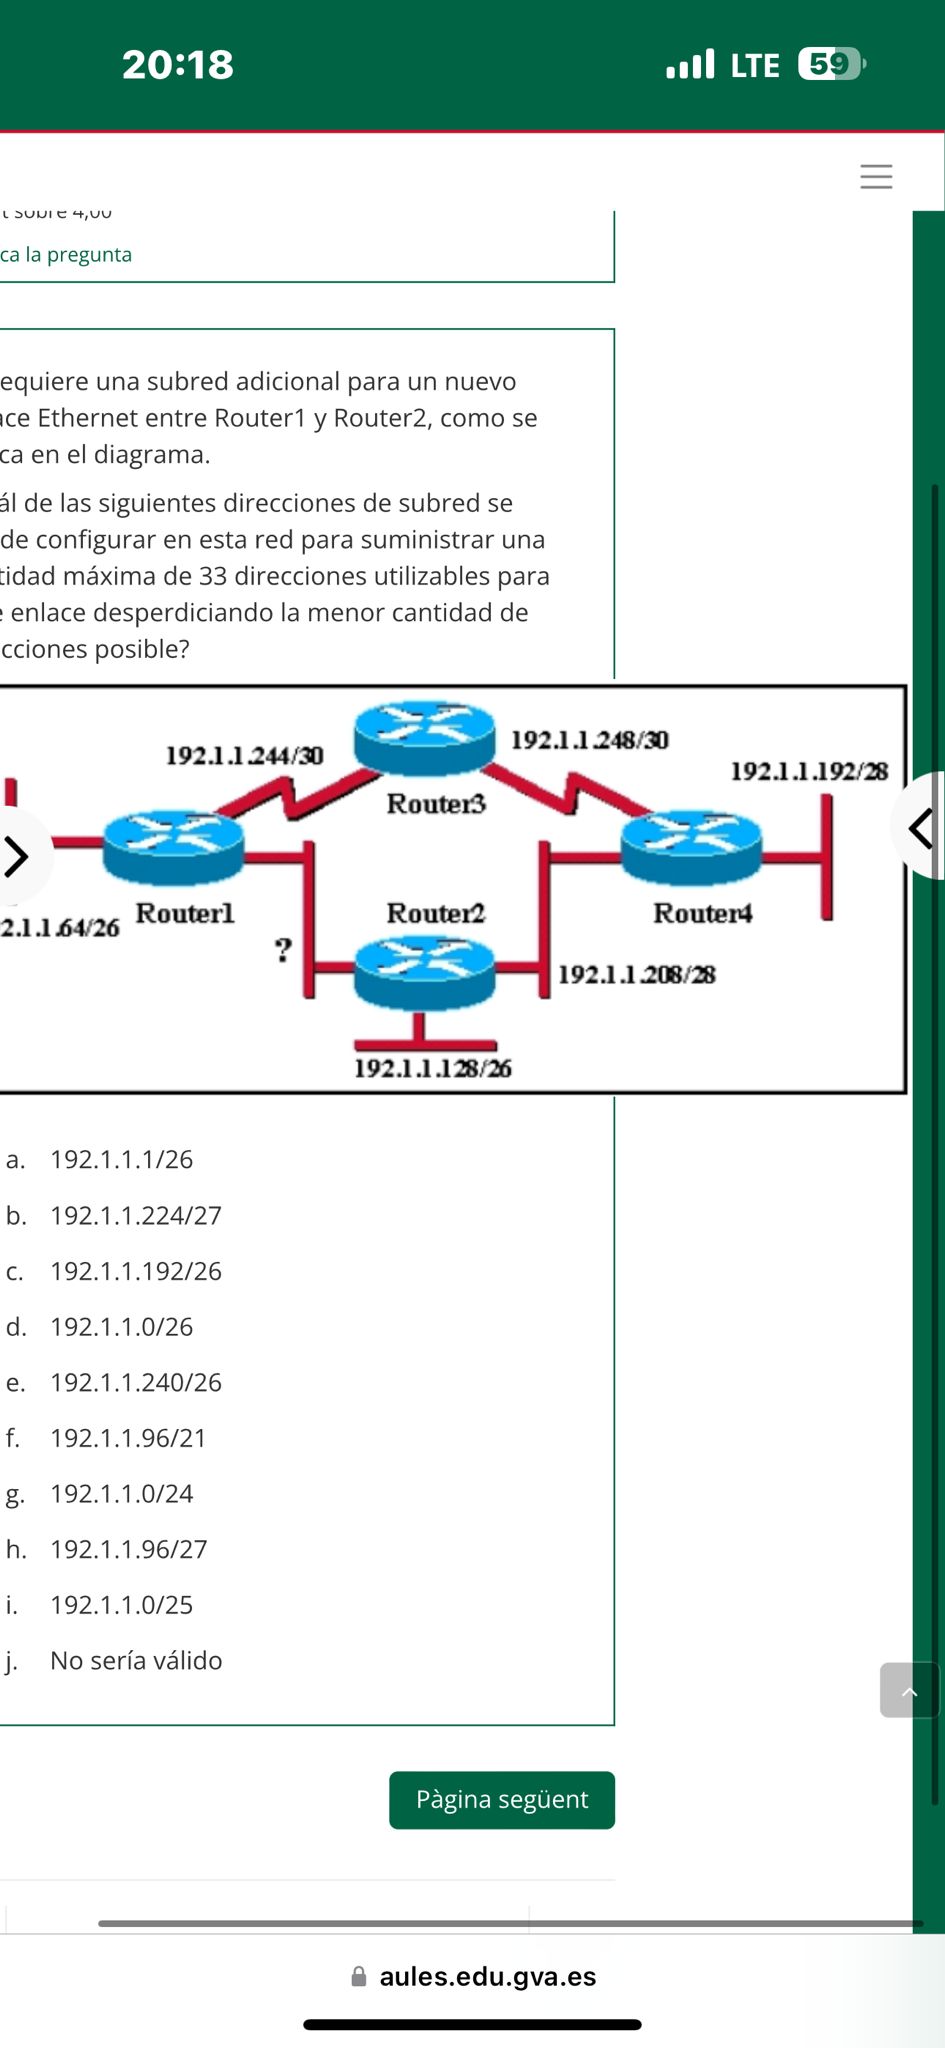 20:18
LTE 59
t sobre 4,00
ca la pregunta
equiere una subred adicional para un nuevo
ace Ethernet entre Router1 y Router2, como se
ca en el diagrama.
ál de las siguientes direcciones de subred se
de configurar en esta red para suministrar una
tidad máxima de 33 direcciones utilizables para
e enlace desperdiciando la menor cantidad de
cciones posible?
192.1.1.244/30
192.1.1.248/30
192.1.1.192/28
Router3
2.1.1.64/26
Router1
Router2
Router4
?
192.1.1.208/28
192.1.1.128/26
a. 192.1.1.1/26
b. 192.1.1.224/27
c. 192.1.1.192/26
d. 192.1.1.0/26
e. 192.1.1.240/26
f. 192.1.1.96/21
g. 192.1.1.0/24
h. 192.1.1.96/27
i. 192.1.1.0/25
j. No sería válido
Pàgina següent
aules.edu.gva.es